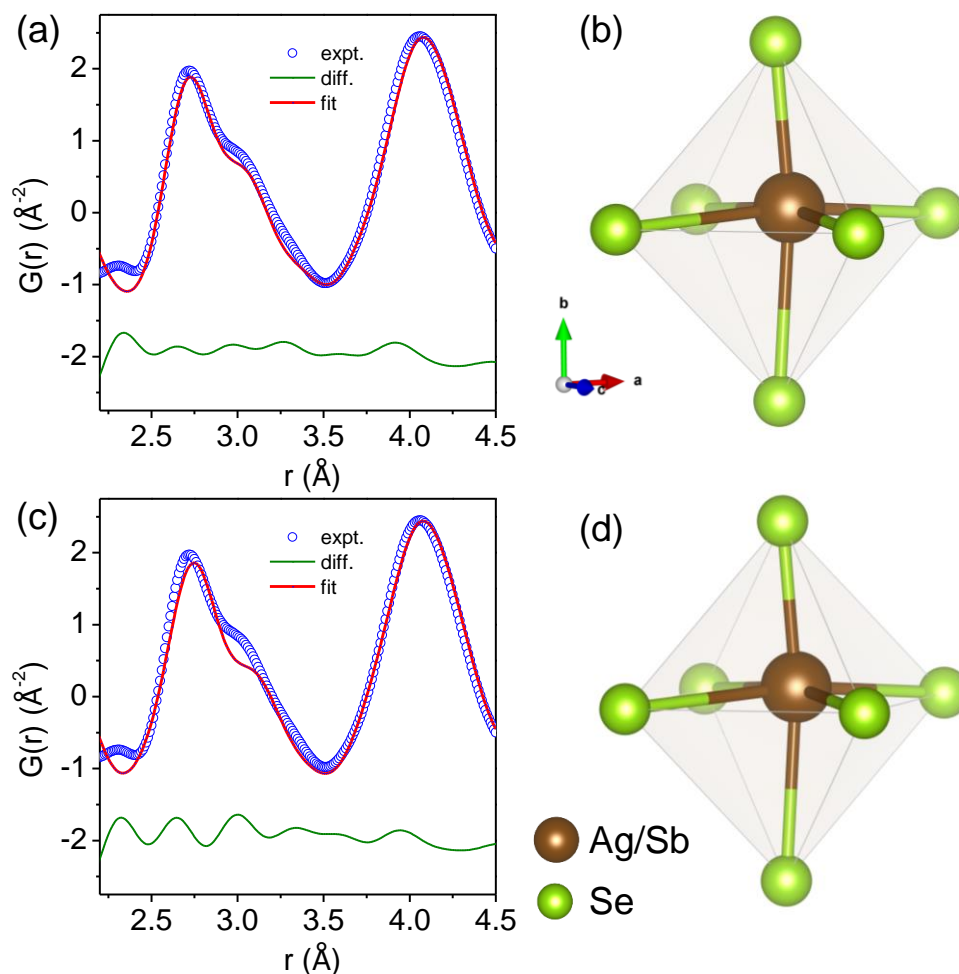 (a)
expt.
diff.
fit
2
1
0
-1
-2
G(r) (Å⁻²)
2.5 3.0 3.5 4.0 4.5
r (Å)
(b)
b
a
c
(c)
expt.
diff.
fit
2
1
0
-1
-2
G(r) (Å⁻²)
2.5 3.0 3.5 4.0 4.5
r (Å)
(d)
Ag/Sb
Se